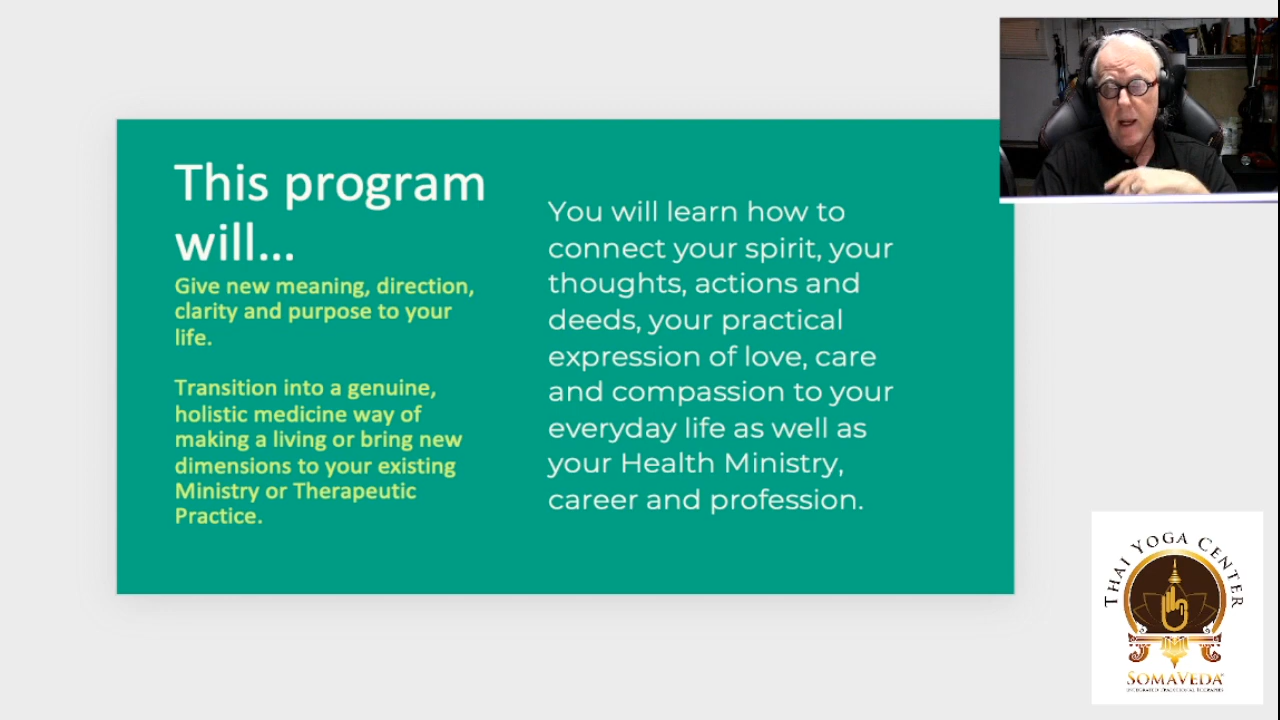 This program
will...
Give new meaning, direction,
clarity and purpose to your
life.
Transition into a genuine,
holistic medicine way of
making a living or bring new
dimensions to your existing
Ministry or Therapeutic
Practice.
You will learn how to
connect your spirit, your
thoughts, actions and
deeds, your practical
expression of love, care
and compassion to your
everyday life as well as
your Health Ministry,
career and profession.
THAI YOGA CENTER
SOMAVEDA
INTEGRATED TRADITIONAL THERAPIES